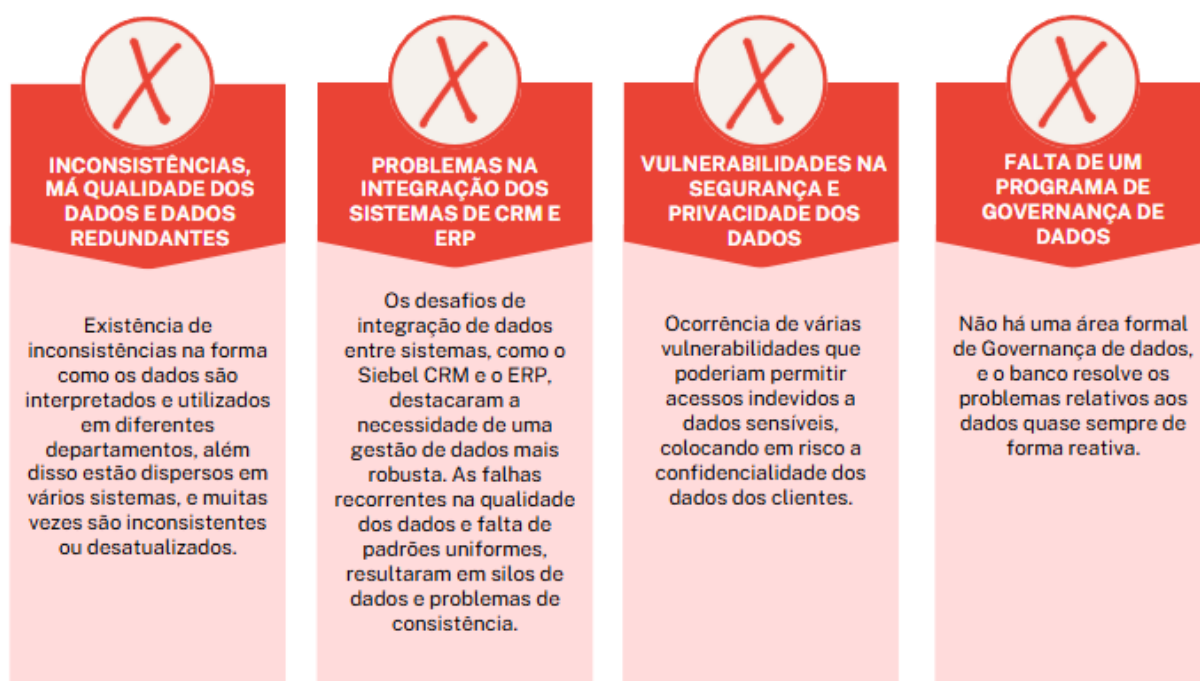 INCONSISTÊNCIAS,
MÁ QUALIDADE DOS
DADOS E DADOS
REDUNDANTES
Existência de
inconsistências na forma
como os dados são
interpretados e utilizados
em diferentes
departamentos, além
disso estão dispersos em
vários sistemas, e muitas
vezes são inconsistentes
ou desatualizados.
PROBLEMAS NA
INTEGRAÇÃO DOS
SISTEMAS DE CRM E
ERP
Os desafios de
integração de dados
entre sistemas, como o
Siebel CRM e o ERP,
destacaram a
necessidade de uma
gestão de dados mais
robusta. As falhas
recorrentes na qualidade
dos dados e falta de
padrões uniformes,
resultaram em silos de
dados e problemas de
consistência.
VULNERABILIDADES NA
SEGURANÇA E
PRIVACIDADE DOS
DADOS
Ocorrência de várias
vulnerabilidades que
poderiam permitir
acessos indevidos a
dados sensíveis,
colocando em risco a
confidencialidade dos
dados dos clientes.
FALTA DE UM
PROGRAMA DE
GOVERNANÇA DE
DADOS
Não há uma área formal
de Governança de dados,
e o banco resolve os
problemas relativos aos
dados quase sempre de
forma reativa.